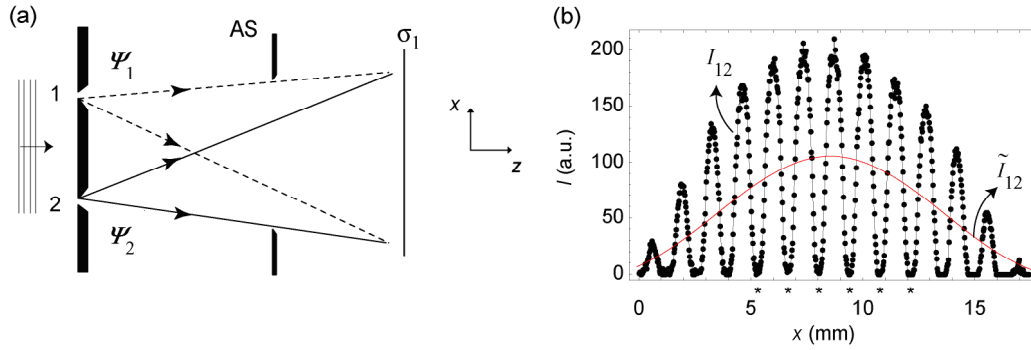 (a)
AS
σ₁
Ψ₁
1
x
z
2
Ψ₂
(b)
200
150
100
50
0
I (a.u.)
I₁₂
Ĩ₁₂
* * * * * *
0 5 10 15
x (mm)